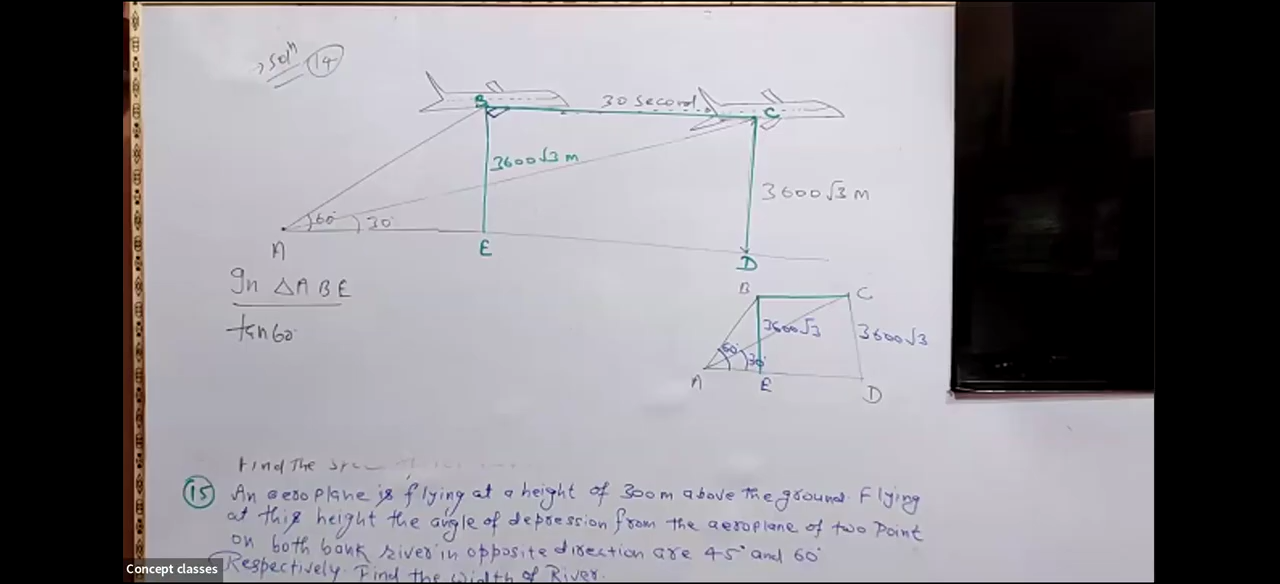 → Solⁿ 14
B 30 second C
3600√3 m
3600√3 m
60° 30°
A E D
In △ABE
tan60°
B C
3600√3 3600√3
60° 30°
A E D
Find the
15 An aeroplane is flying at a height of 300m above the ground. Flying
at this height the angle of depression from the aeroplane of two Point
on both bank river in opposite direction are 45° and 60°
Respectively. Find the width of River.
Concept classes